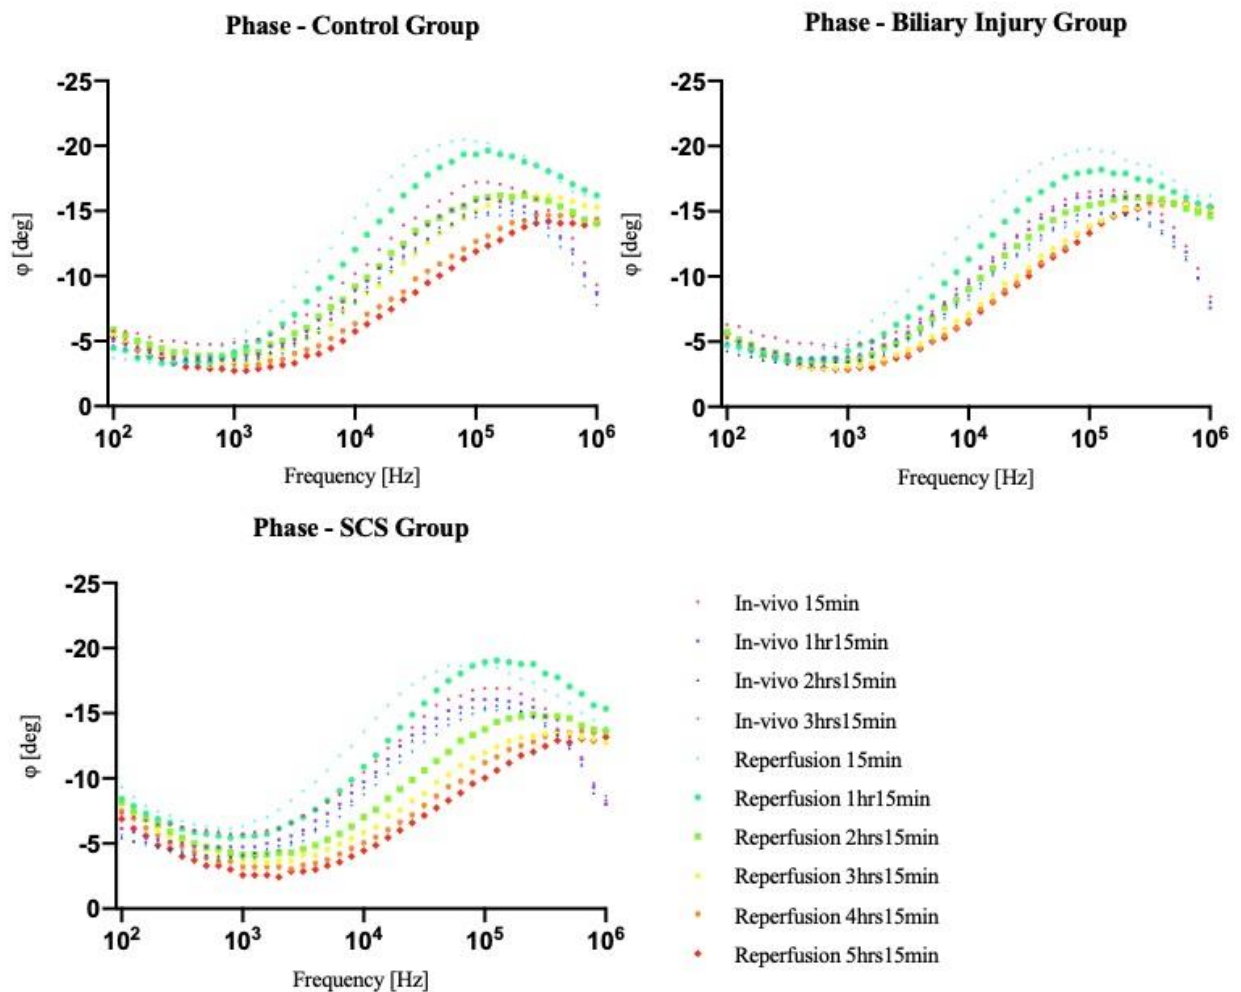 Phase - Control Group
-25
-20
-15
-10
-5
0
φ [deg]
10²
10³
10⁴
10⁵
10⁶
Frequency [Hz]
Phase - Biliary Injury Group
-25
-20
-15
-10
-5
0
φ [deg]
10²
10³
10⁴
10⁵
10⁶
Frequency [Hz]
Phase - SCS Group
-25
-20
-15
-10
-5
0
φ [deg]
10²
10³
10⁴
10⁵
10⁶
Frequency [Hz]
In-vivo 15min
In-vivo 1hr15min
In-vivo 2hrs15min
In-vivo 3hrs15min
Reperfusion 15min
Reperfusion 1hr15min
Reperfusion 2hrs15min
Reperfusion 3hrs15min
Reperfusion 4hrs15min
Reperfusion 5hrs15min